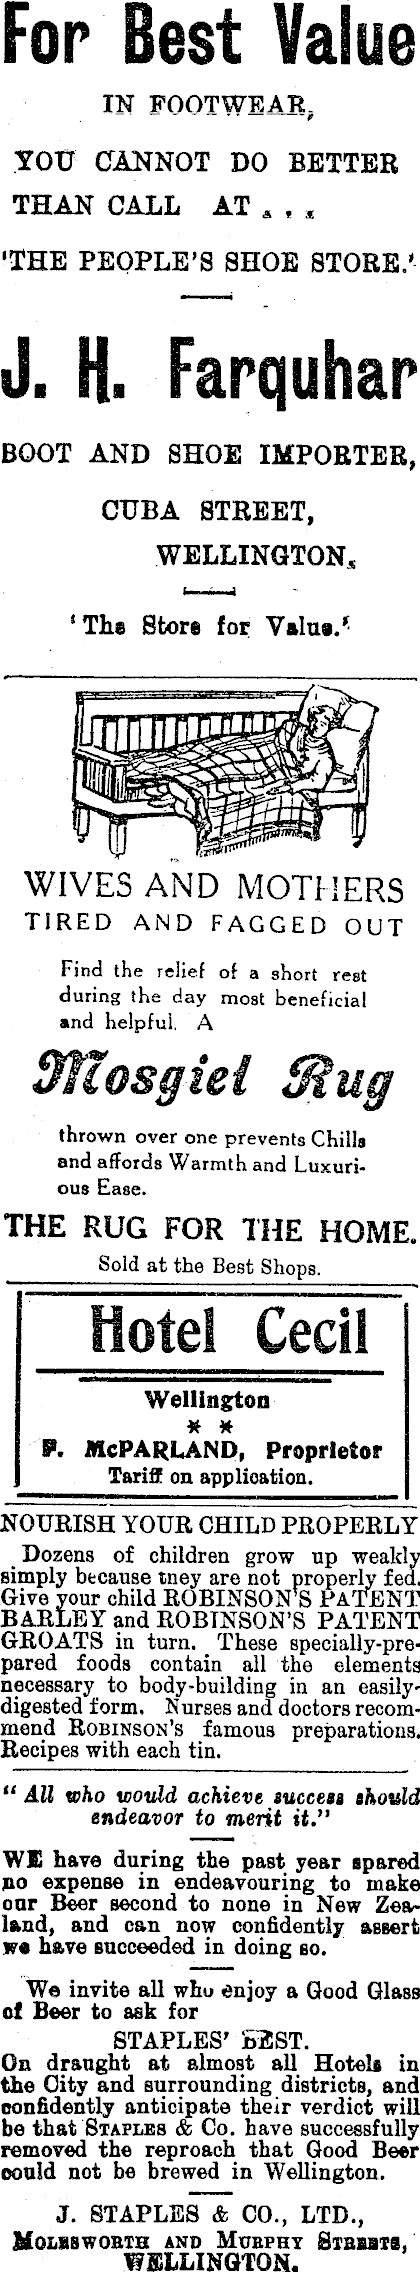 For Best Value
IN FOOTWEAR,
YOU CANNOT DO BETTER
THAN CALL AT . . .
'THE PEOPLE'S SHOE STORE.'
J. H. Farquhar
BOOT AND SHOE IMPORTER,
CUBA STREET,
WELLINGTON.
'The Store for Value.'
WIVES AND MOTHERS
TIRED AND FAGGED OUT
Find the relief of a short rest
during the day most beneficial
and helpful. A
Mosgiel Rug
thrown over one prevents Chills
and affords Warmth and Luxuri-
ous Ease.
THE RUG FOR THE HOME.
Sold at the Best Shops.
Hotel Cecil
Wellington
* *
F. McPARLAND, Proprietor
Tariff on application.
NOURISH YOUR CHILD PROPERLY
Dozens of children grow up weakly
simply because they are not properly fed.
Give your child ROBINSON'S PATENT
BARLEY and ROBINSON'S PATENT
GROATS in turn. These specially-pre-
pared foods contain all the elements
necessary to body-building in an easily-
digested form. Nurses and doctors recom-
mend ROBINSON'S famous preparations.
Recipes with each tin.
"All who would achieve success should
endeavor to merit it."
WE have during the past year spared
no expense in endeavouring to make
our Beer second to none in New Zea-
land, and can now confidently assert
we have succeeded in doing so.
We invite all who enjoy a Good Glass
of Beer to ask for
STAPLES' BEST.
On draught at almost all Hotels in
the City and surrounding districts, and
confidently anticipate their verdict will
be that STAPLES & Co. have successfully
removed the reproach that Good Beer
could not be brewed in Wellington.
J. STAPLES & CO., LTD.,
MOLESWORTH AND MURPHY STREETS,
WELLINGTON.